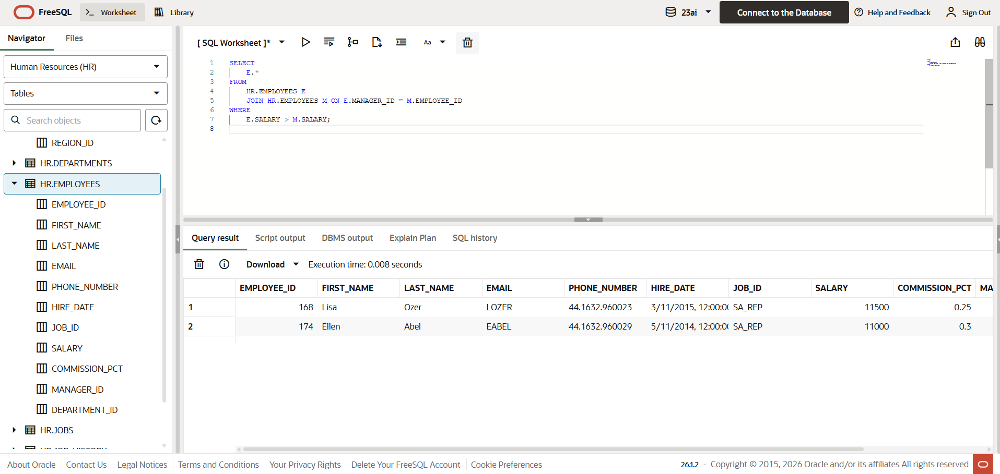 FreeSQL
Worksheet
Library
23ai
Connect to the Database
Help and Feedback
Sign Out
Navigator
Files
Human Resources (HR)
Tables
Search objects
REGION_ID
HR.DEPARTMENTS
HR.EMPLOYEES
EMPLOYEE_ID
FIRST_NAME
LAST_NAME
EMAIL
PHONE_NUMBER
HIRE_DATE
JOB_ID
SALARY
COMMISSION_PCT
MANAGER_ID
DEPARTMENT_ID
HR.JOBS
HR.JOB_HISTORY
[ SQL Worksheet ]*
Aa
1 SELECT
2 E.*
3 FROM
4 HR.EMPLOYEES E
5 JOIN HR.EMPLOYEES M ON E.MANAGER_ID = M.EMPLOYEE_ID
6 WHERE
7 E.SALARY > M.SALARY;
8
Query result
Script output
DBMS output
Explain Plan
SQL history
Download
Execution time: 0.008 seconds
EMPLOYEE_ID FIRST_NAME LAST_NAME EMAIL PHONE_NUMBER HIRE_DATE JOB_ID SALARY COMMISSION_PCT MA
1 168 Lisa Ozer LOZER 44.1632.960023 3/11/2015, 12:00:00 SA_REP 11500 0.25
2 174 Ellen Abel EABEL 44.1632.960029 5/11/2014, 12:00:00 SA_REP 11000 0.3
About Oracle
Contact Us
Legal Notices
Terms and Conditions
Your Privacy Rights
Delete Your FreeSQL Account
Cookie Preferences
26.1.2 - Copyright © 2015, 2026 Oracle and/or its affiliates All rights reserved